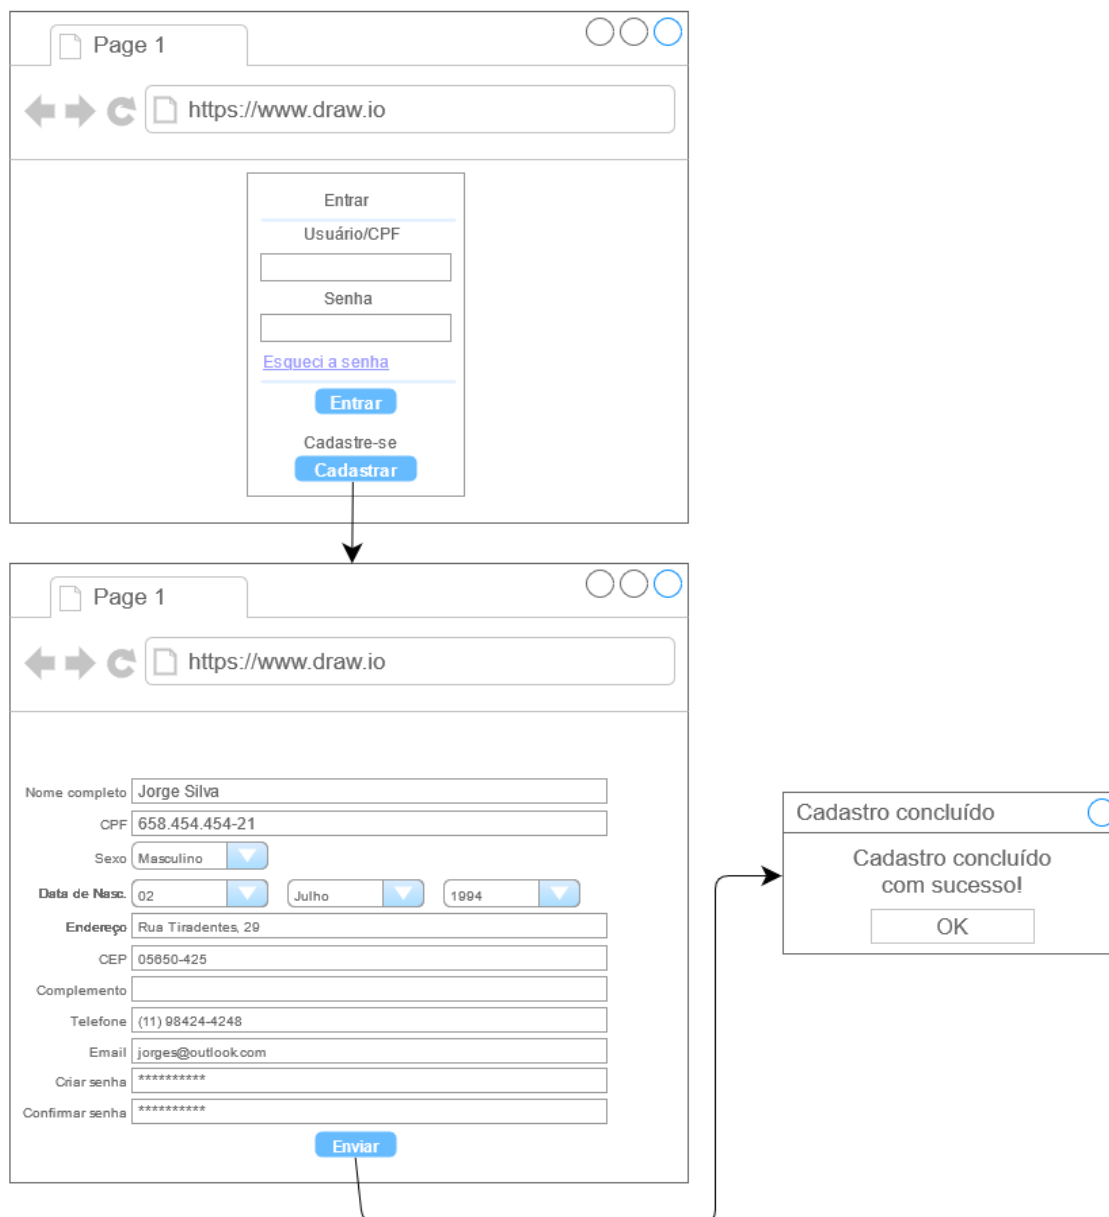 Page 1
https://www.draw.io
Entrar
Usuário/CPF
Senha
Esqueci a senha
Entrar
Cadastre-se
Cadastrar
Page 1
https://www.draw.io
Nome completo Jorge Silva
CPF 658.454.454-21
Sexo Masculino
Data de Nasc. 02 Julho 1994
Endereço Rua Tiradentes, 29
CEP 05650-425
Complemento
Telefone (11) 98424-4248
Email jorges@outlook.com
Criar senha **********
Confirmar senha **********
Enviar
Cadastro concluído
Cadastro concluído
com sucesso!
OK